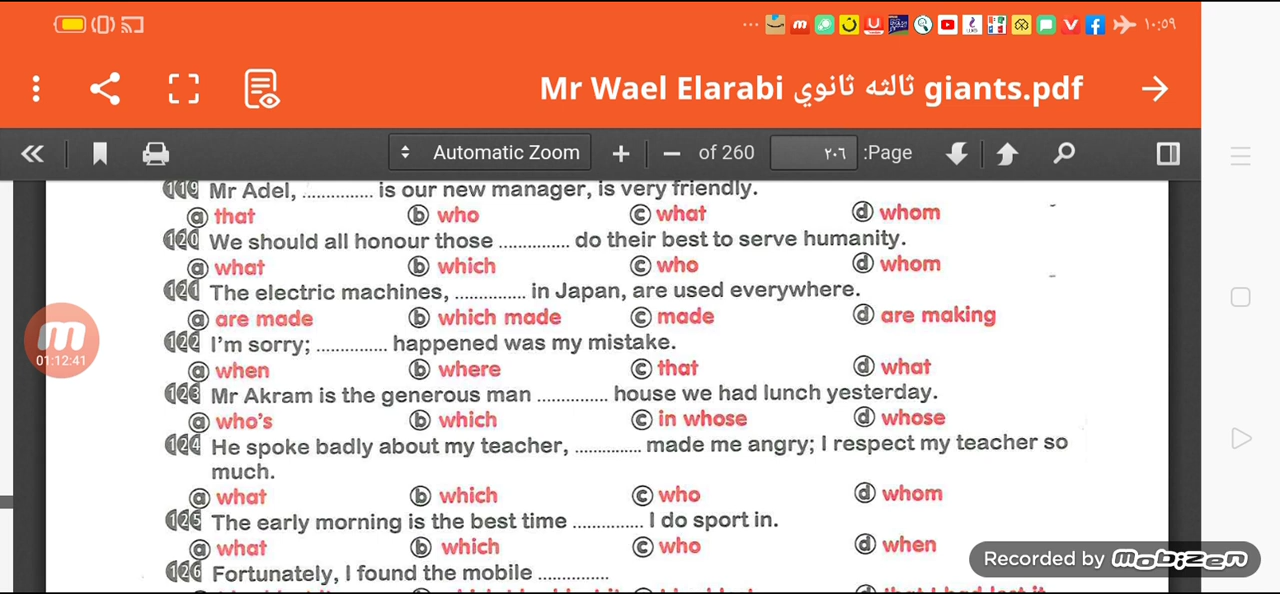 ١٠:٥٩
Mr Wael Elarabi ثالثه ثانوي giants.pdf
Automatic Zoom + − of 260 ٢٠٦ :Page
119 Mr Adel, ............. is our new manager, is very friendly.
ⓐ that ⓑ who ⓒ what ⓓ whom
120 We should all honour those ............. do their best to serve humanity.
ⓐ what ⓑ which ⓒ who ⓓ whom
121 The electric machines, ............. in Japan, are used everywhere.
ⓐ are made ⓑ which made ⓒ made ⓓ are making
122 I'm sorry; ............. happened was my mistake.
ⓐ when ⓑ where ⓒ that ⓓ what
123 Mr Akram is the generous man ............. house we had lunch yesterday.
ⓐ who's ⓑ which ⓒ in whose ⓓ whose
124 He spoke badly about my teacher, ............. made me angry; I respect my teacher so
much.
ⓐ what ⓑ which ⓒ who ⓓ whom
125 The early morning is the best time ............. I do sport in.
ⓐ what ⓑ which ⓒ who ⓓ when
126 Fortunately, I found the mobile .............
m
01:12:41
Recorded by Mobizen